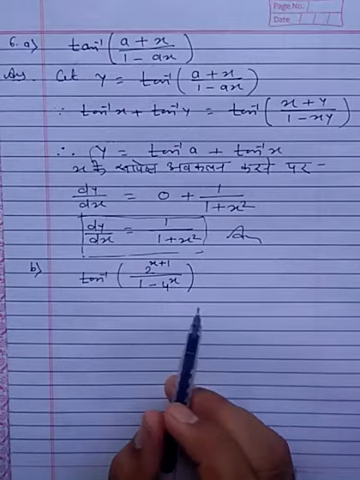 Page No.
Date / /
6. a) tan⁻¹ (a + x / 1 - ax)
Ans. Let y = tan⁻¹ (a + x / 1 - ax)
∵ tan⁻¹x + tan⁻¹y = tan⁻¹ (x + y / 1 - xy)
∴ y = tan⁻¹a + tan⁻¹x
x के सापेक्ष अवकलन करने पर -
dy/dx = 0 + 1/1 + x²
dy/dx = 1/1 + x² Ans
b) tan⁻¹ (2ˣ⁺¹ / 1 - 4ˣ)